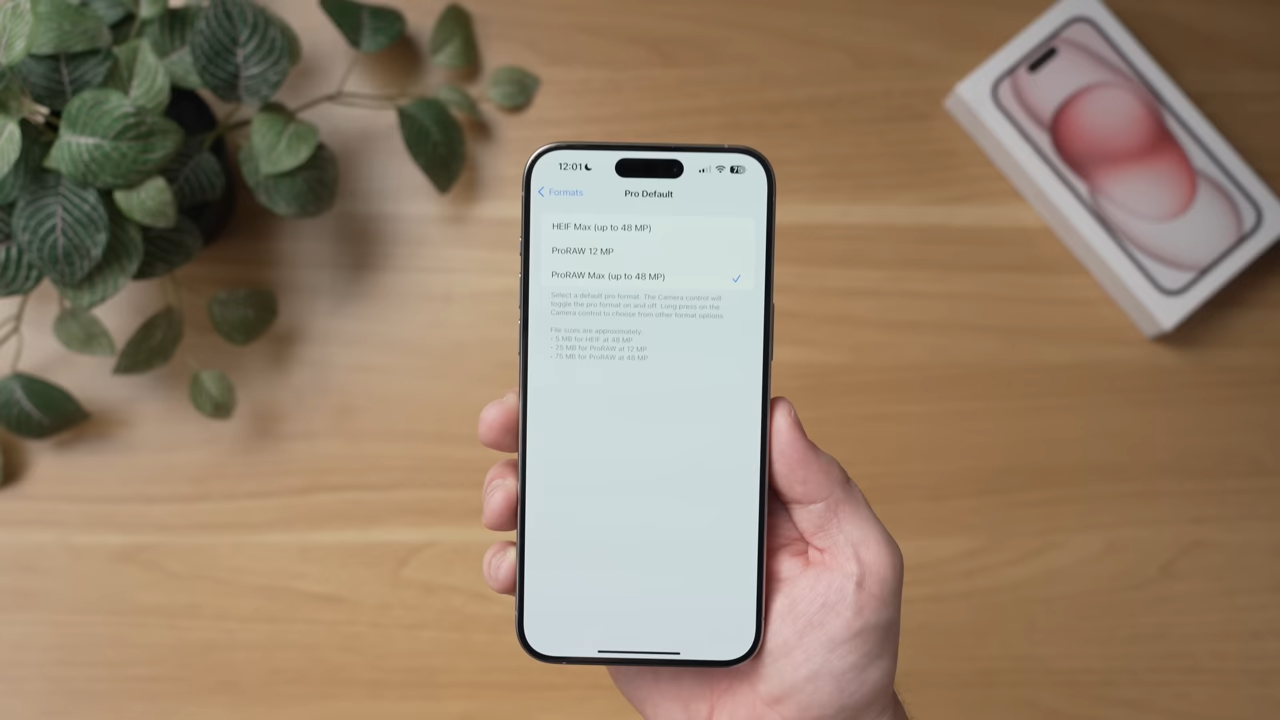 12:01
78
Formats
Pro Default
HEIF Max (up to 48 MP)
ProRAW 12 MP
ProRAW Max (up to 48 MP)
Select a default pro format. The Camera control will
toggle the pro format on and off. Long press on the
Camera control to choose from other format options.
File sizes are approximately:
- 5 MB for HEIF at 48 MP
- 25 MB for ProRAW at 12 MP
- 75 MB for ProRAW at 48 MP